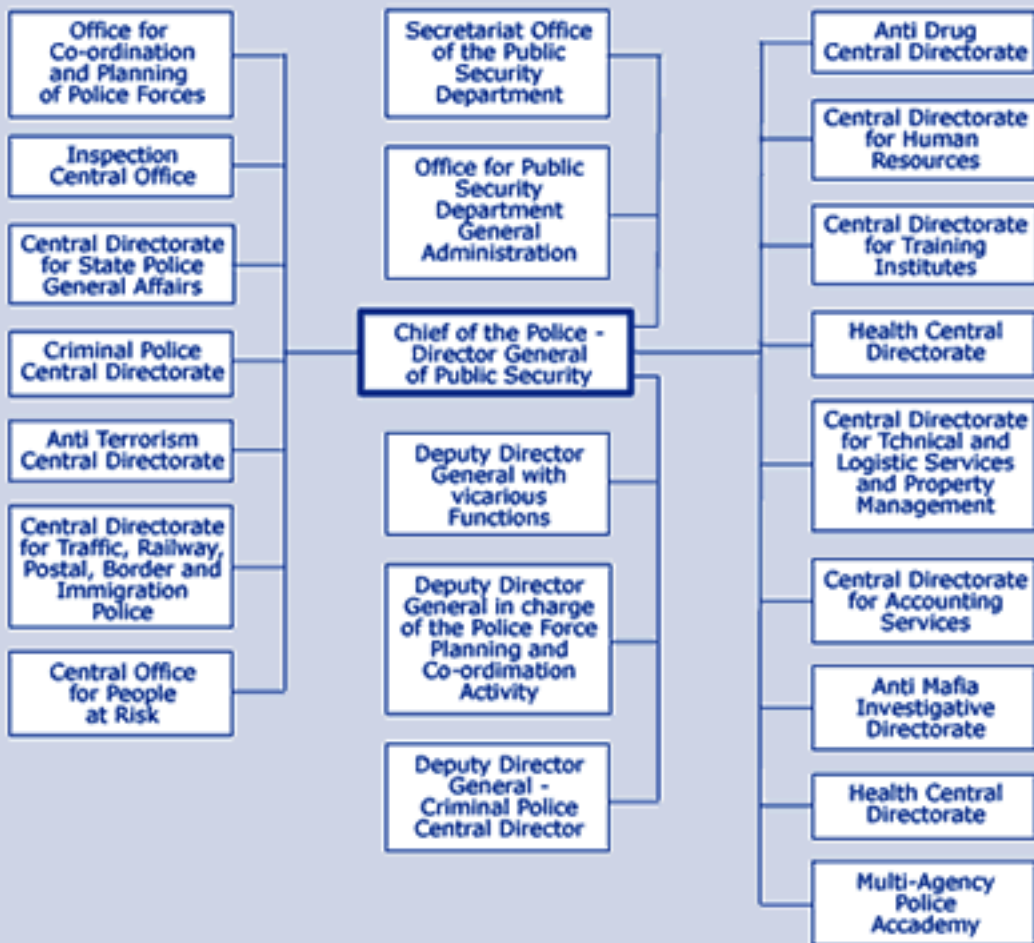 Office for
Co-ordination
and Planning
of Police Forces
Inspection
Central Office
Central Directorate
for State Police
General Affairs
Criminal Police
Central Directorate
Anti Terrorism
Central Directorate
Central Directorate
for Traffic, Railway,
Postal, Border and
Immigration
Police
Central Office
for People
at Risk
Secretariat Office
of the Public
Security
Department
Office for Public
Security
Department
General
Administration
Chief of the Police -
Director General
of Public Security
Deputy Director
General with
vicarious
Functions
Deputy Director
General in charge
of the Police Force
Planning and
Co-ordimation
Activity
Deputy Director
General -
Criminal Police
Central Director
Anti Drug
Central Directorate
Central Directorate
for Human
Resources
Central Directorate
for Training
Institutes
Health Central
Directorate
Central Directorate
for Tchnical and
Logistic Services
and Property
Management
Central Directorate
for Accounting
Services
Anti Mafia
Investigative
Directorate
Health Central
Directorate
Multi-Agency
Police
Accademy